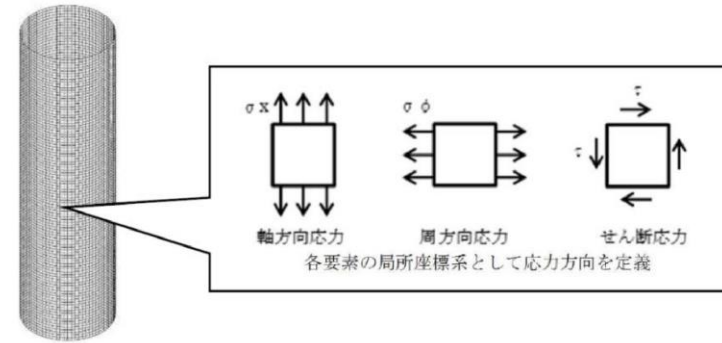 σx
σφ
τ
τ
軸方向応力
周方向応力
せん断応力
各要素の局所座標系として応力方向を定義